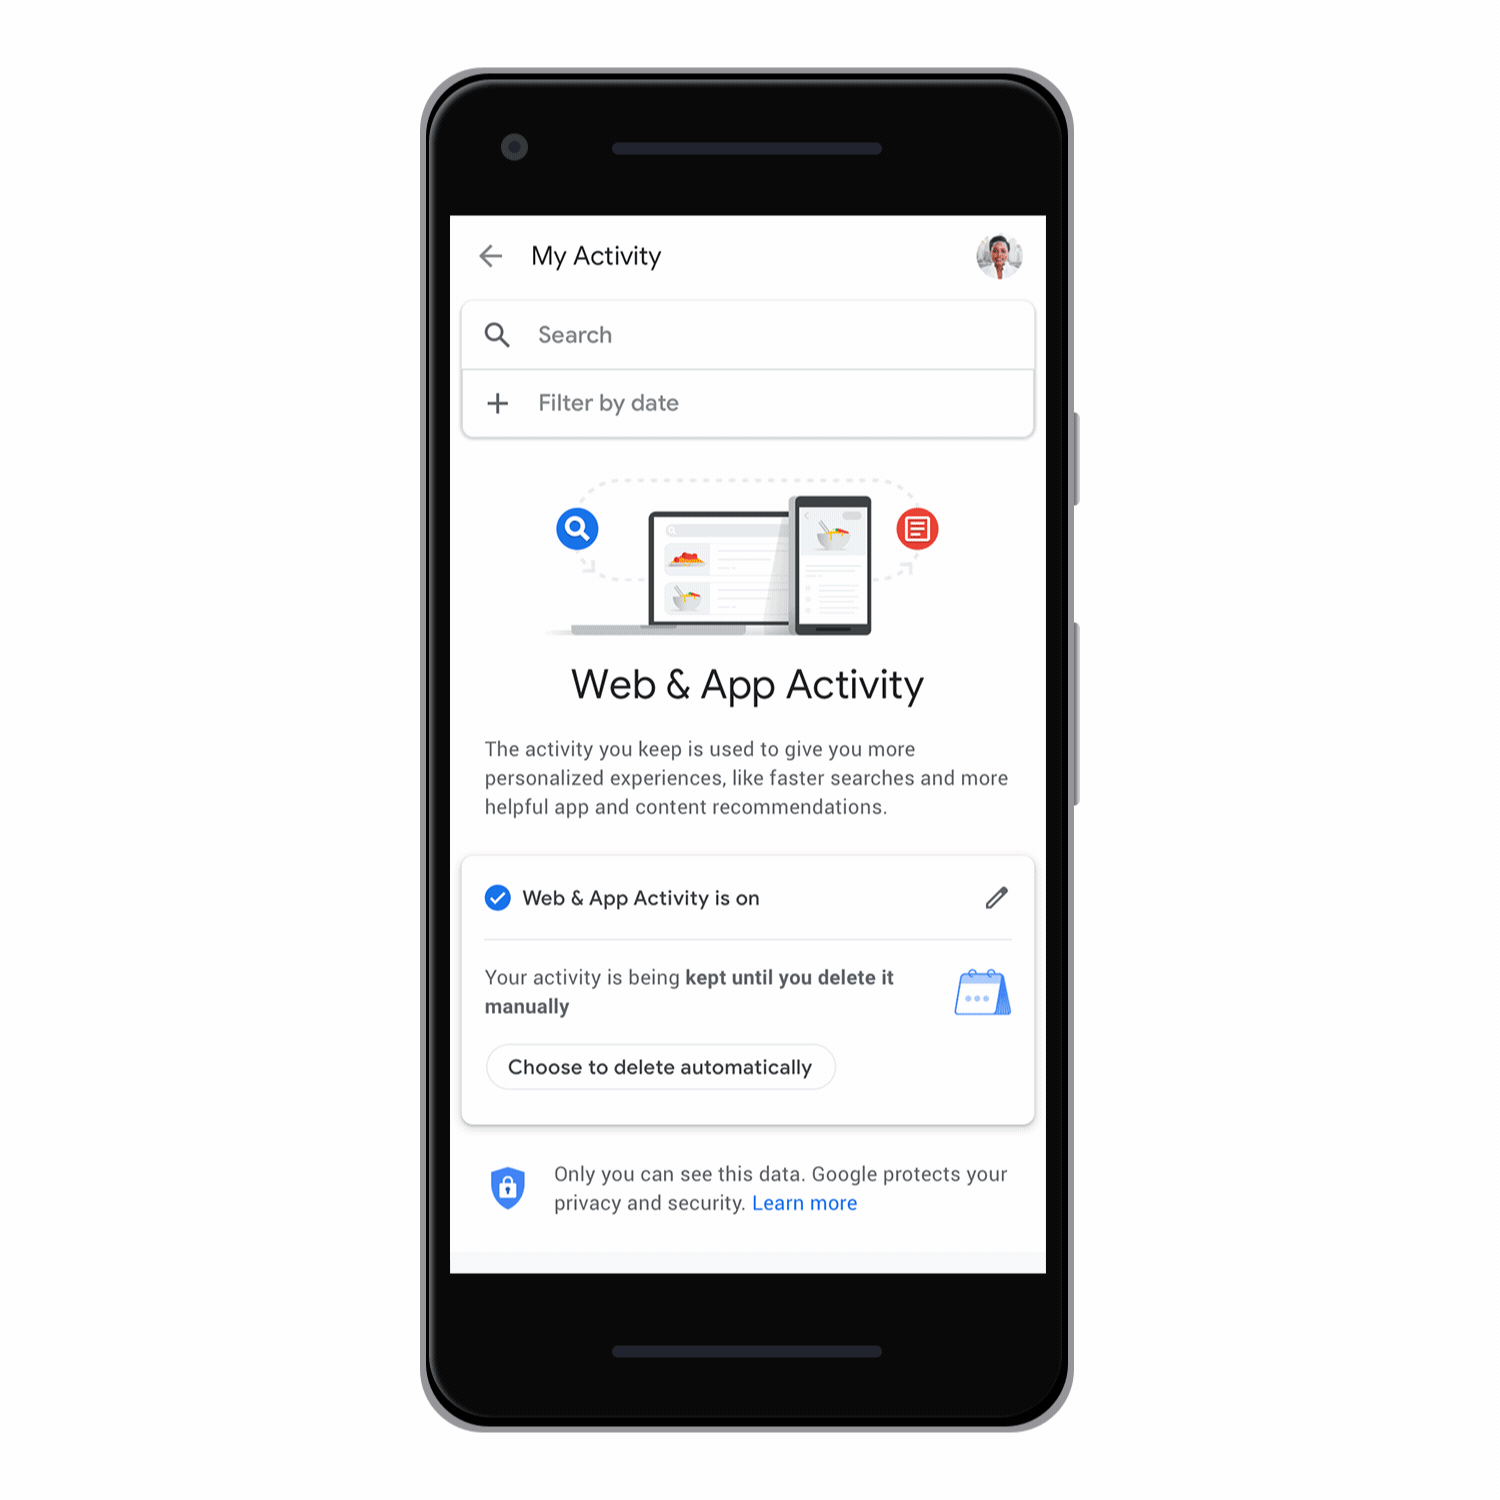 My Activity
Search
Filter by date
Web & App Activity
The activity you keep is used to give you more
personalized experiences, like faster searches and more
helpful app and content recommendations.
Web & App Activity is on
Your activity is being kept until you delete it
manually
Choose to delete automatically
Only you can see this data. Google protects your
privacy and security. Learn more